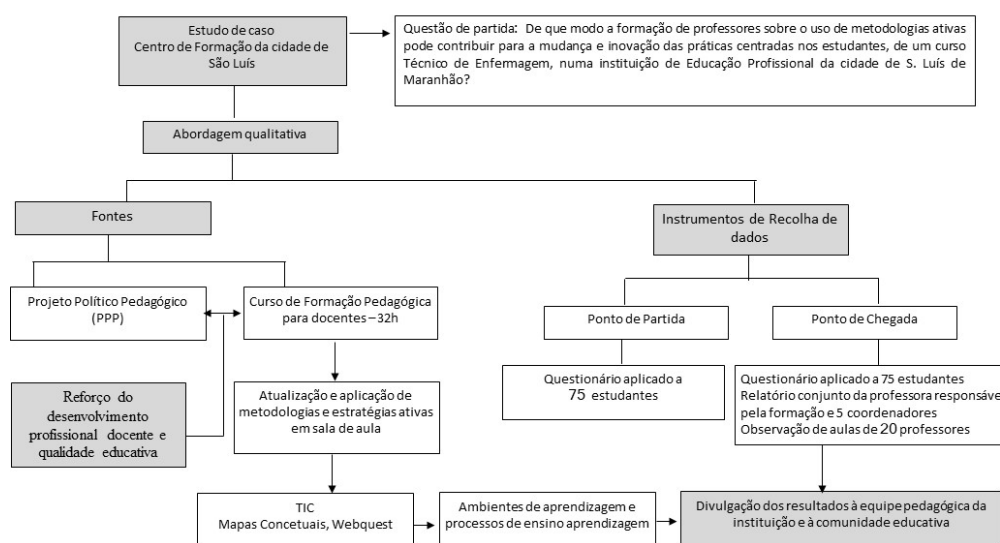 Estudo de caso
Centro de Formação da cidade de
São Luís
Questão de partida: De que modo a formação de professores sobre o uso de metodologias ativas
pode contribuir para a mudança e inovação das práticas centradas nos estudantes, de um curso
Técnico de Enfermagem, numa instituição de Educação Profissional da cidade de S. Luís de
Maranhão?
Abordagem qualitativa
Fontes
Instrumentos de Recolha de
dados
Projeto Político Pedagógico
(PPP)
Curso de Formação Pedagógica
para docentes – 32h
Ponto de Partida
Ponto de Chegada
Reforço do
desenvolvimento
profissional docente e
qualidade educativa
Atualização e aplicação de
metodologias e estratégias ativas
em sala de aula
Questionário aplicado a
75 estudantes
Questionário aplicado a 75 estudantes
Relatório conjunto da professora responsáve
pela formação e 5 coordenadores
Observação de aulas de 20 professores
TIC
Mapas Concetuais, Webquest
Ambientes de aprendizagem e
processos de ensino aprendizagem
Divulgação dos resultados à equipe pedagógica da
instituição e à comunidade educativa